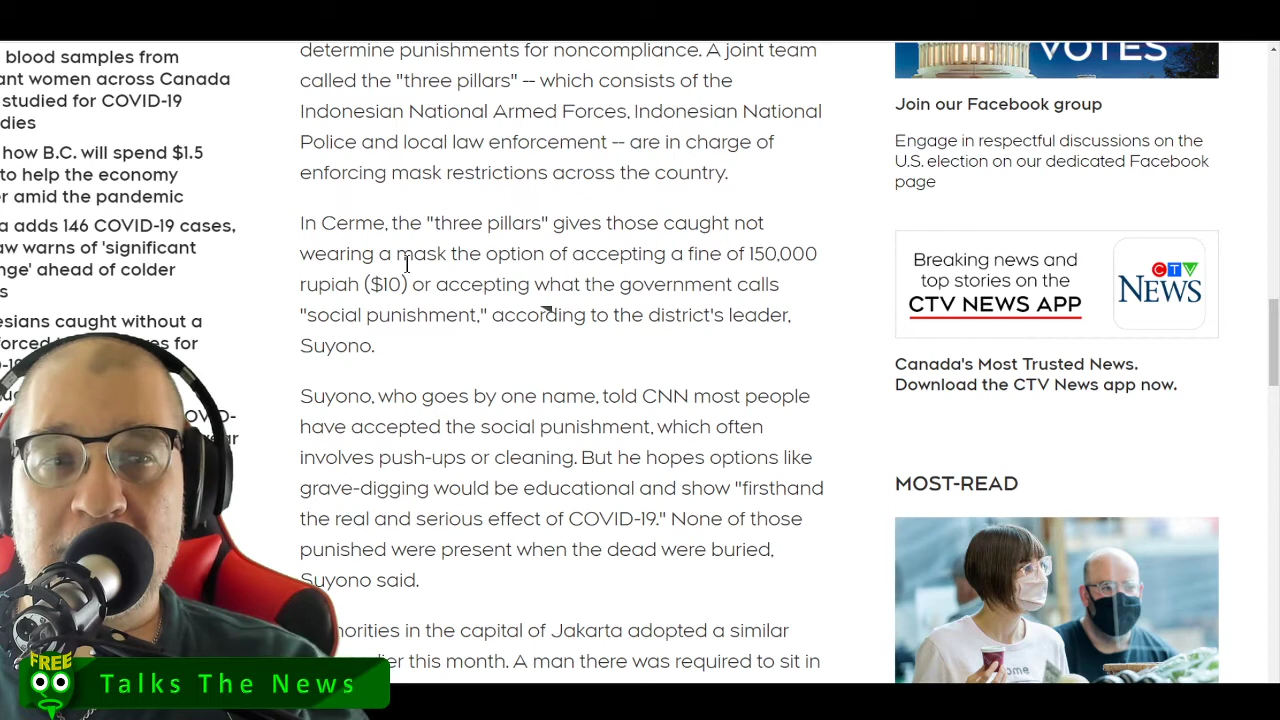 blood samples from
ant women across Canada
studied for COVID-19
dies
how B.C. will spend $1.5
to help the economy
r amid the pandemic
a adds 146 COVID-19 cases,
aw warns of 'significant
nge' ahead of colder
s
esians caught without a
forced
ves for
OVID-
ear
determine punishments for noncompliance. A joint team
called the "three pillars" -- which consists of the
Indonesian National Armed Forces, Indonesian National
Police and local law enforcement -- are in charge of
enforcing mask restrictions across the country.
In Cerme, the "three pillars" gives those caught not
wearing a mask the option of accepting a fine of 150,000
rupiah ($10) or accepting what the government calls
"social punishment," according to the district's leader,
Suyono.
Suyono, who goes by one name, told CNN most people
have accepted the social punishment, which often
involves push-ups or cleaning. But he hopes options like
grave-digging would be educational and show "firsthand
the real and serious effect of COVID-19." None of those
punished were present when the dead were buried,
Suyono said.
orities in the capital of Jakarta adopted a similar
ier this month. A man there was required to sit in
VOTES
Join our Facebook group
Engage in respectful discussions on the
U.S. election on our dedicated Facebook
page
Breaking news and
top stories on the
CTV NEWS APP
CTV
NEWS
Canada's Most Trusted News.
Download the CTV News app now.
MOST-READ
ome
FREE
Talks The News